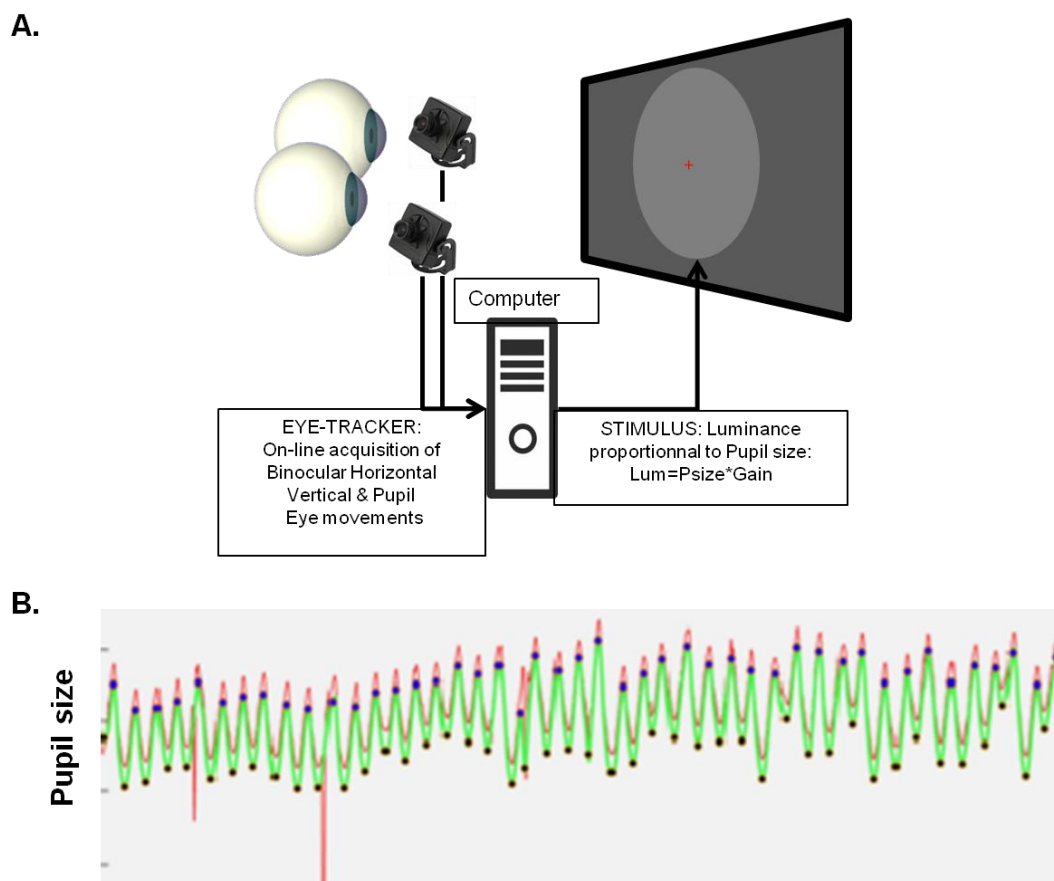 A.
Computer
EYE-TRACKER:
On-line acquisition of
Binocular Horizontal
Vertical & Pupil
Eye movements
STIMULUS: Luminance
proportionnal to Pupil size:
Lum=Psize*Gain
B.
Pupil size